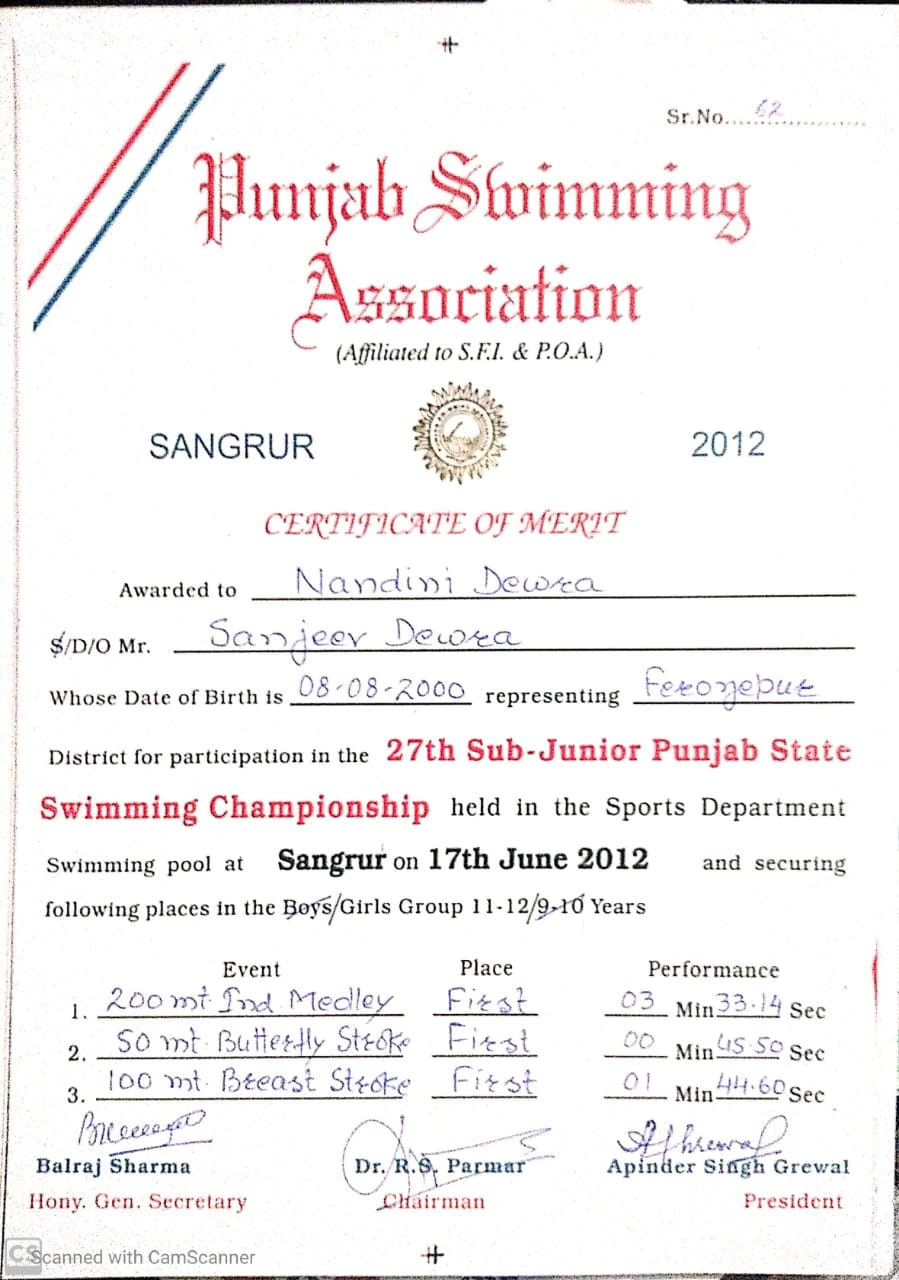 Sr.No. 62
Punjab Swimming
Association
(Affiliated to S.F.I. & P.O.A.)
SANGRUR 2012
CERTIFICATE OF MERIT
Awarded to Nandini Dewra
S/D/O Mr. Sanjeev Dewra
Whose Date of Birth is 08-08-2000 representing Ferozepur
District for participation in the 27th Sub-Junior Punjab State
Swimming Championship held in the Sports Department
Swimming pool at Sangrur on 17th June 2012 and securing
following places in the Boys/Girls Group 11-12/9-10 Years
Event Place Performance
1. 200 mt Ind. Medley First 03 Min 33.14 Sec
2. 50 mt. Butterfly Stroke First 00 Min 45.50 Sec
3. 100 mt. Breast Stroke First 01 Min 44.60 Sec
Balraj Sharma Dr. R.S. Parmar Apinder Singh Grewal
Hony. Gen. Secretary Chairman President
CS Scanned with CamScanner